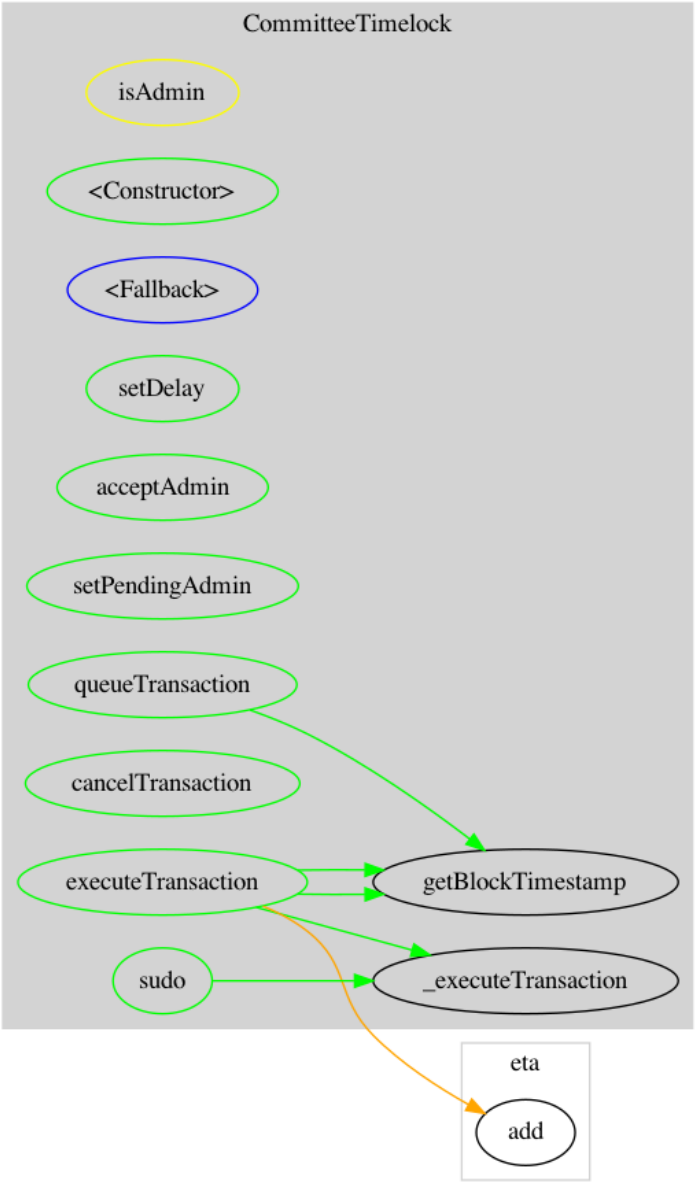 CommitteeTimelock
isAdmin
<Constructor>
<Fallback>
setDelay
acceptAdmin
setPendingAdmin
queueTransaction
cancelTransaction
executeTransaction
getBlockTimestamp
sudo
_executeTransaction
eta
add